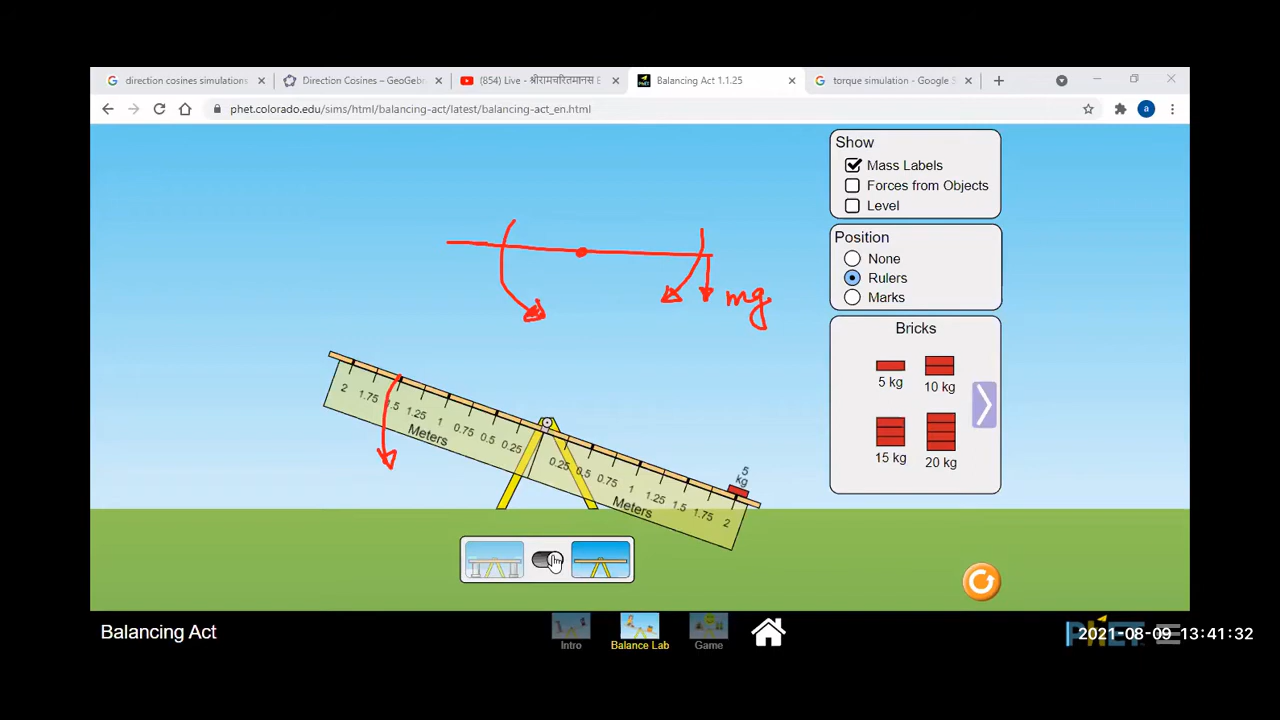 direction cosines simulations
Direction Cosines – GeoGebr
(854) Live - श्रीरामचरितमानस
Balancing Act 1.1.25
torque simulation - Google S
phet.colorado.edu/sims/html/balancing-act/latest/balancing-act_en.html
Show
Mass Labels
Forces from Objects
Level
Position
None
Rulers
Marks
mg
Bricks
5 kg
10 kg
15 kg
20 kg
2 1.75 1.5 1.25 1 0.75 0.5 0.25
Meters
0.25 0.5 0.75 1 1.25 1.5 1.75 2
Meters
5
kg
Balancing Act
Intro
Balance Lab
Game
2021-08-09 13:41:32